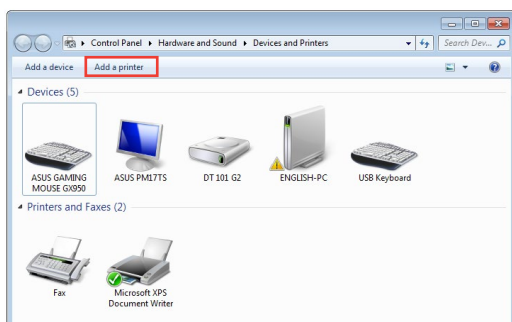 Control Panel ▸ Hardware and Sound ▸ Devices and Printers
Search Dev...
Add a device Add a printer
Devices (5)
ASUS GAMING MOUSE GX950
ASUS PM17TS
DT 101 G2
ENGLISH-PC
USB Keyboard
Printers and Faxes (2)
Fax
Microsoft XPS
Document Writer